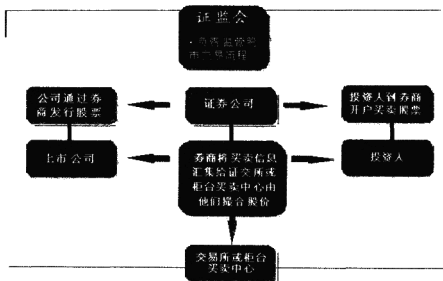 证监会
公司通过券
商发行股票
证券公司
投资人到券商
开户买卖股票
上市公司
券商将买卖信息
汇集给证交所或
柜台买卖中心由
他们撮合股价
投资人
交易所或柜台
买卖中心